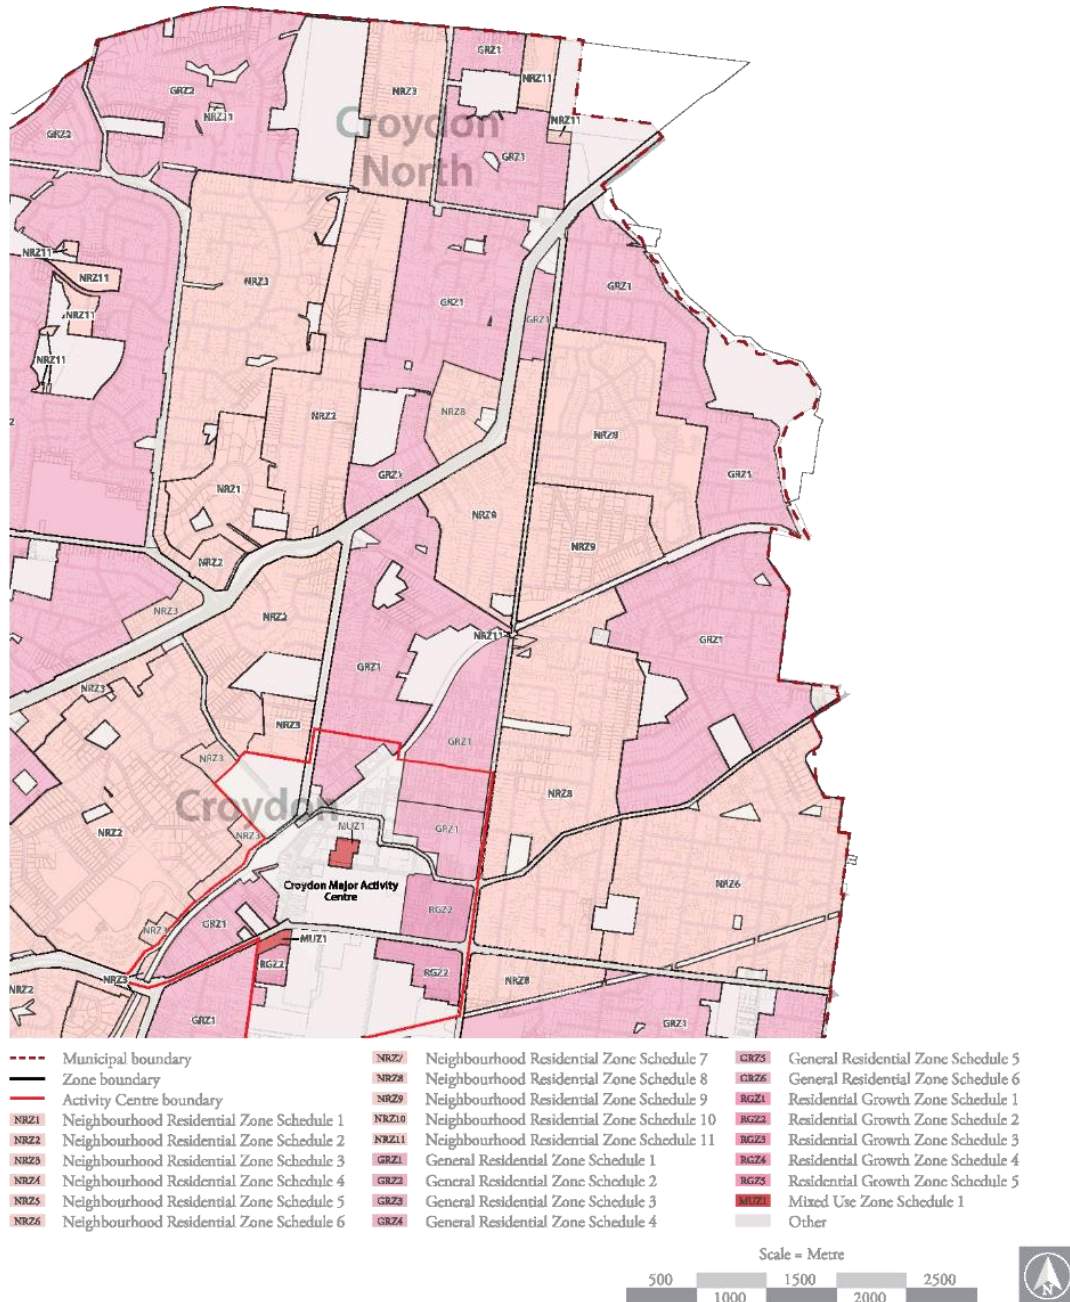 GRZ1
GRZ2
NRZ3
NRZ11
NRZ11
GRZ2
Croydon
North
NRZ11
GRZ1
NRZ11
NRZ11
NRZ3
GRZ1
GRZ1
NRZ11
GRZ1
NRZ11
NRZ8
NRZ2
NRZ9
GRZ1
GRZ1
NRZ1
NRZ9
NRZ9
NRZ2
NRZ3
NRZ2
NRZ11
GRZ1
GRZ1
NRZ3
NRZ3
GRZ1
NRZ3
NRZ8
Croydon
MUZ1
GRZ1
NRZ2
NRZ3
Croydon Major Activity
Centre
NRZ6
RGZ2
GRZ1
NRZ3
MUZ1
RGZ2
RGZ2
NRZ3
NRZ8
NRZ2
GRZ1
GRZ1
Municipal boundary
Zone boundary
Activity Centre boundary
NRZ1 Neighbourhood Residential Zone Schedule 1
NRZ2 Neighbourhood Residential Zone Schedule 2
NRZ3 Neighbourhood Residential Zone Schedule 3
NRZ4 Neighbourhood Residential Zone Schedule 4
NRZ5 Neighbourhood Residential Zone Schedule 5
NRZ6 Neighbourhood Residential Zone Schedule 6
NRZ7 Neighbourhood Residential Zone Schedule 7
NRZ8 Neighbourhood Residential Zone Schedule 8
NRZ9 Neighbourhood Residential Zone Schedule 9
NRZ10 Neighbourhood Residential Zone Schedule 10
NRZ11 Neighbourhood Residential Zone Schedule 11
GRZ1 General Residential Zone Schedule 1
GRZ2 General Residential Zone Schedule 2
GRZ3 General Residential Zone Schedule 3
GRZ4 General Residential Zone Schedule 4
GRZ5 General Residential Zone Schedule 5
GRZ6 General Residential Zone Schedule 6
RGZ1 Residential Growth Zone Schedule 1
RGZ2 Residential Growth Zone Schedule 2
RGZ3 Residential Growth Zone Schedule 3
RGZ4 Residential Growth Zone Schedule 4
RGZ5 Residential Growth Zone Schedule 5
MUZ1 Mixed Use Zone Schedule 1
Other
Scale = Metre
500 1500 2500
1000 2000
N